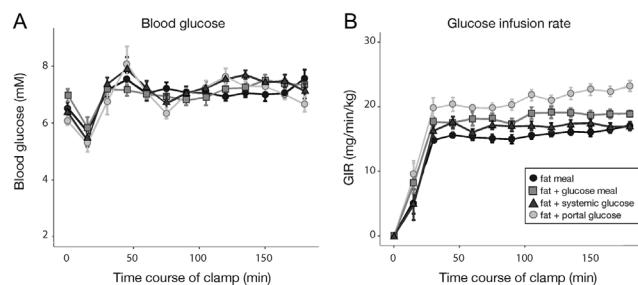 A
Blood glucose
Blood glucose (mM)
8
6
4
2
0
50
100
150
Time course of clamp (min)
B
Glucose infusion rate
GIR (mg/min/kg)
30
20
10
0
fat meal
fat + glucose meal
fat + systemic glucose
fat + portal glucose
0
50
100
150
Time course of clamp (min)